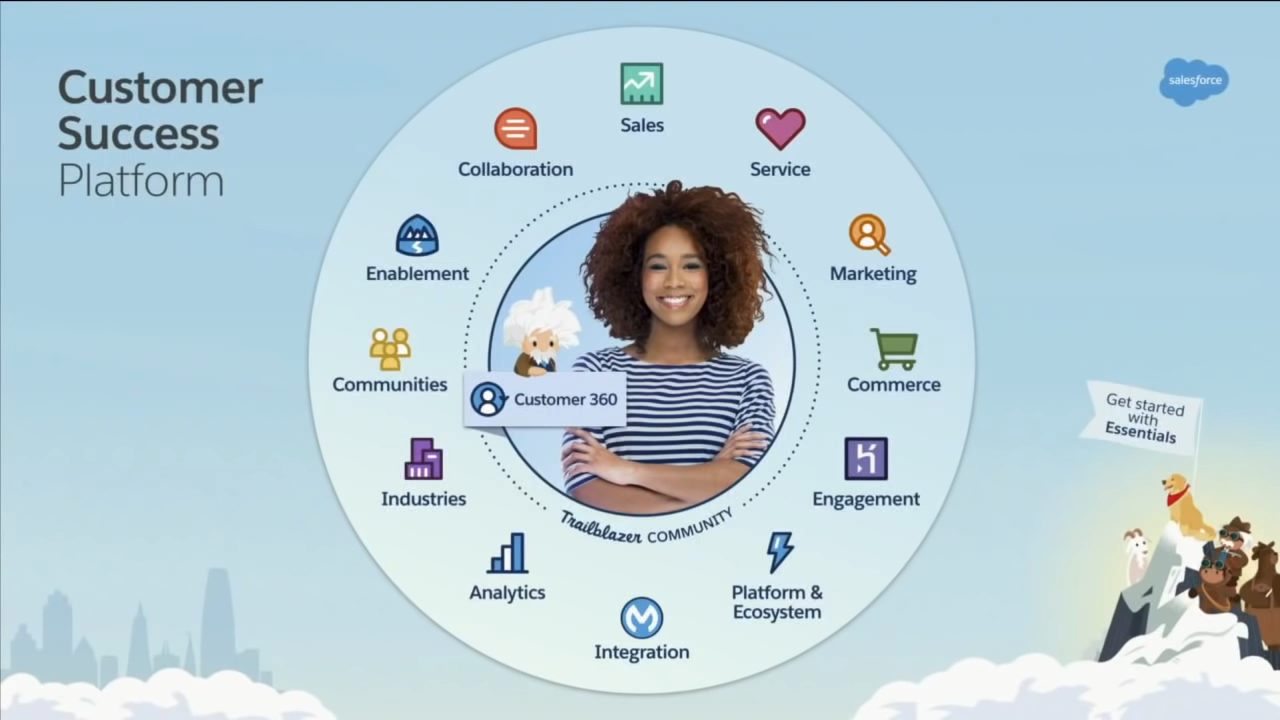 Customer
Success
Platform
salesforce
Sales
Collaboration
Service
Enablement
Marketing
Communities
Commerce
Customer 360
Get started
with
Essentials
Industries
Engagement
Trailblazer COMMUNITY
Analytics
Platform &
Ecosystem
Integration